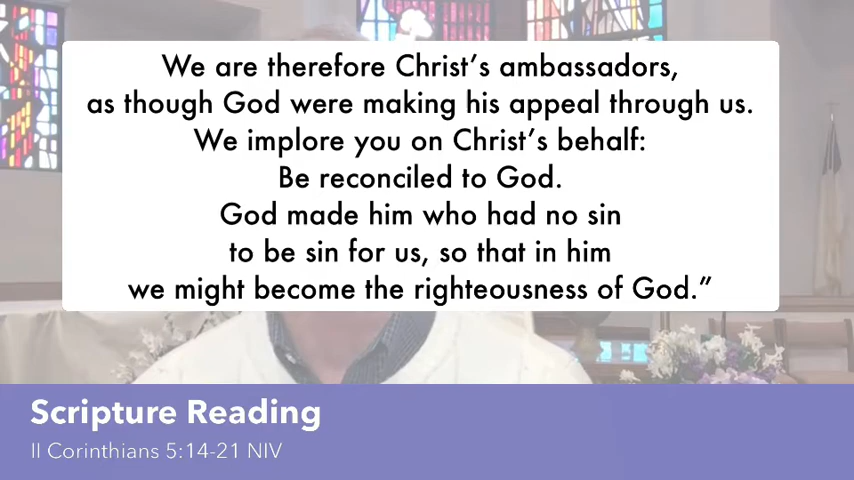 We are therefore Christ’s ambassadors,
as though God were making his appeal through us.
We implore you on Christ’s behalf:
Be reconciled to God.
God made him who had no sin
to be sin for us, so that in him
we might become the righteousness of God.”
Scripture Reading
II Corinthians 5:14-21 NIV